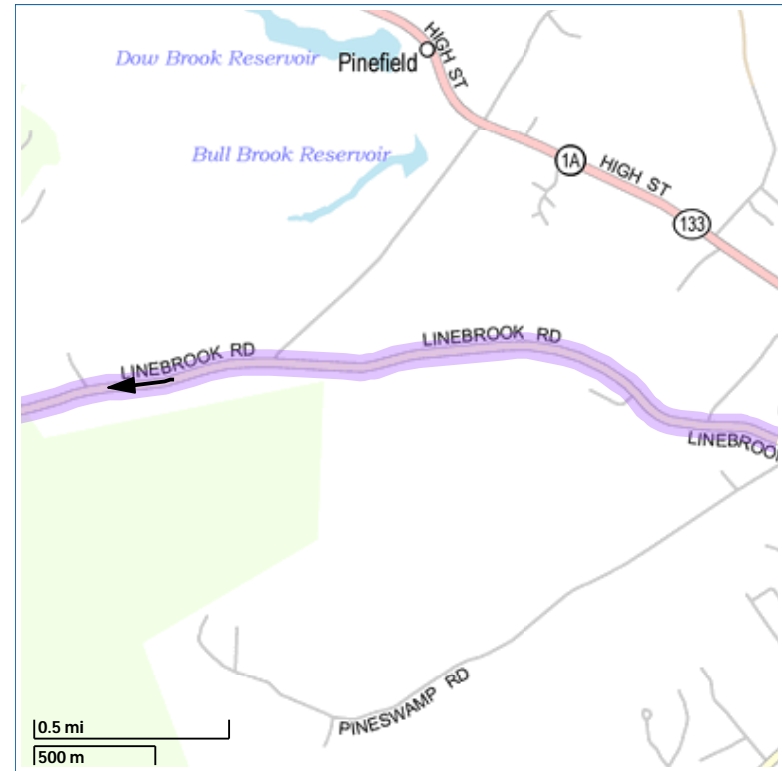 HIGH ST
Dow Brook Reservoir
Pinefield
Bull Brook Reservoir
1A
HIGH ST
133
LINEBROOK RD
LINEBROOK RD
LINEBROOK
PINESWAMP RD
0.5 mi
500 m